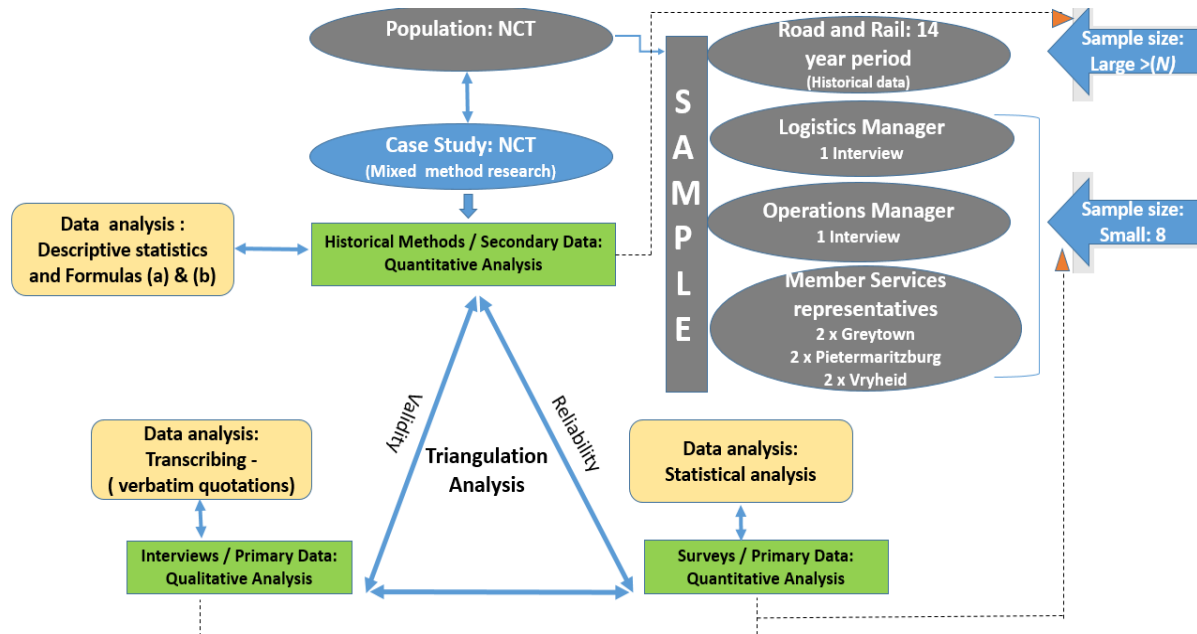 Population: NCT
Case Study: NCT
(Mixed method research)
Data analysis :
Descriptive statistics
and Formulas (a) & (b)
Historical Methods / Secondary Data:
Quantitative Analysis
S
A
M
P
L
E
Road and Rail: 14
year period
(Historical data)
Logistics Manager
1 Interview
Operations Manager
1 Interview
Member Services
representatives
2 x Greytown
2 x Pietermaritzburg
2 x Vryheid
Sample size:
Large >(N)
Sample size:
Small: 8
Validity
Reliability
Triangulation
Analysis
Data analysis:
Transcribing -
( verbatim quotations)
Interviews / Primary Data:
Qualitative Analysis
Data analysis:
Statistical analysis
Surveys / Primary Data:
Quantitative Analysis